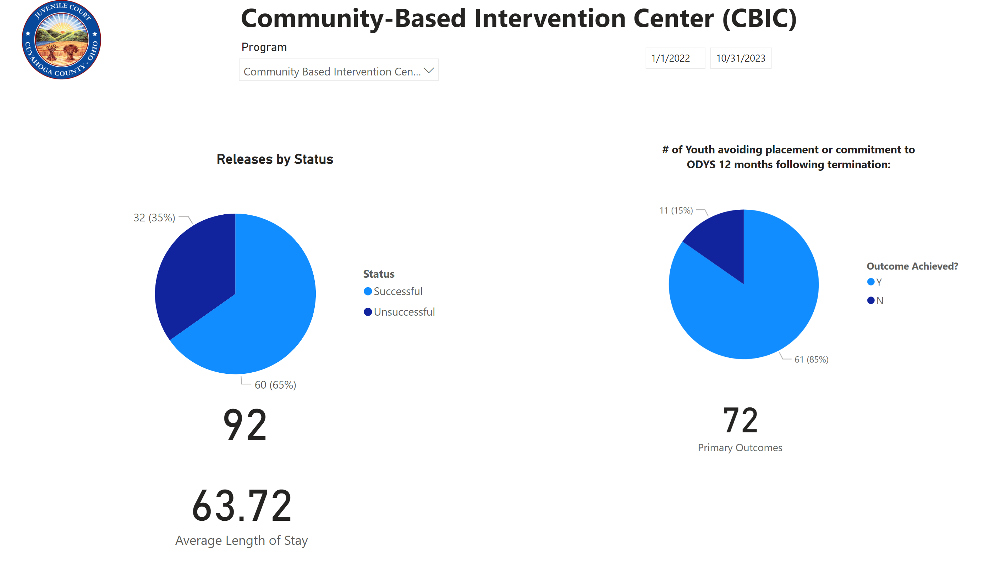 JUVENILE COURT
CUYAHOGA COUNTY - OHIO
Community-Based Intervention Center (CBIC)
Program
Community Based Intervention Cen...
1/1/2022
10/31/2023
Releases by Status
32 (35%)
60 (65%)
Status
Successful
Unsuccessful
92
63.72
Average Length of Stay
# of Youth avoiding placement or commitment to
ODYS 12 months following termination:
11 (15%)
61 (85%)
Outcome Achieved?
Y
N
72
Primary Outcomes